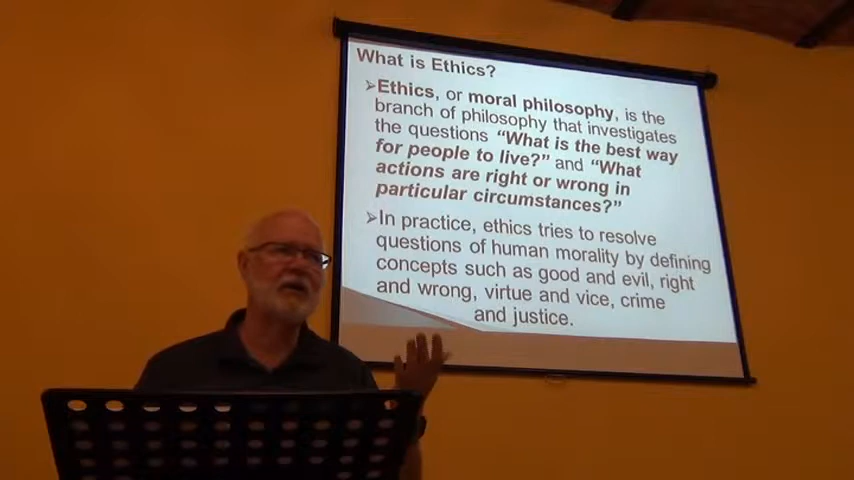 What is Ethics?
➢Ethics, or moral philosophy, is the
branch of philosophy that investigates
the questions “What is the best way
for people to live?” and “What
actions are right or wrong in
particular circumstances?”
➢In practice, ethics tries to resolve
questions of human morality by defining
concepts such as good and evil, right
and wrong, virtue and vice, crime
and justice.